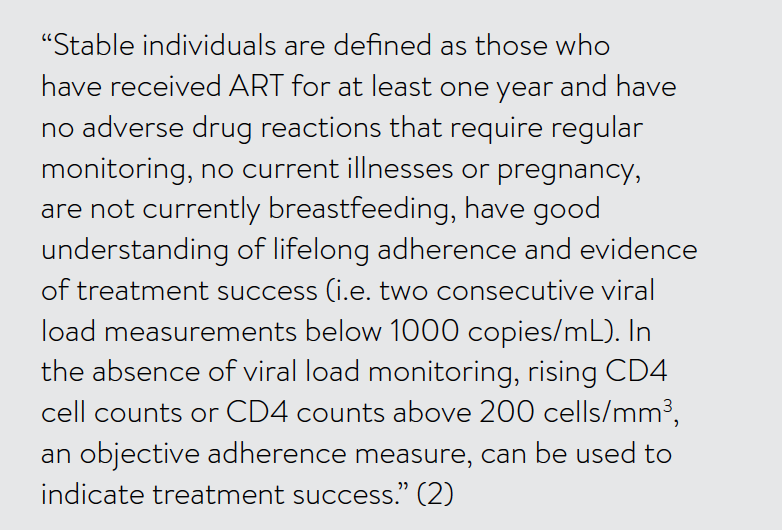 “Stable individuals are defined as those who
have received ART for at least one year and have
no adverse drug reactions that require regular
monitoring, no current illnesses or pregnancy,
are not currently breastfeeding, have good
understanding of lifelong adherence and evidence
of treatment success (i.e. two consecutive viral
load measurements below 1000 copies/mL). In
the absence of viral load monitoring, rising CD4
cell counts or CD4 counts above 200 cells/mm³,
an objective adherence measure, can be used to
indicate treatment success.” (2)